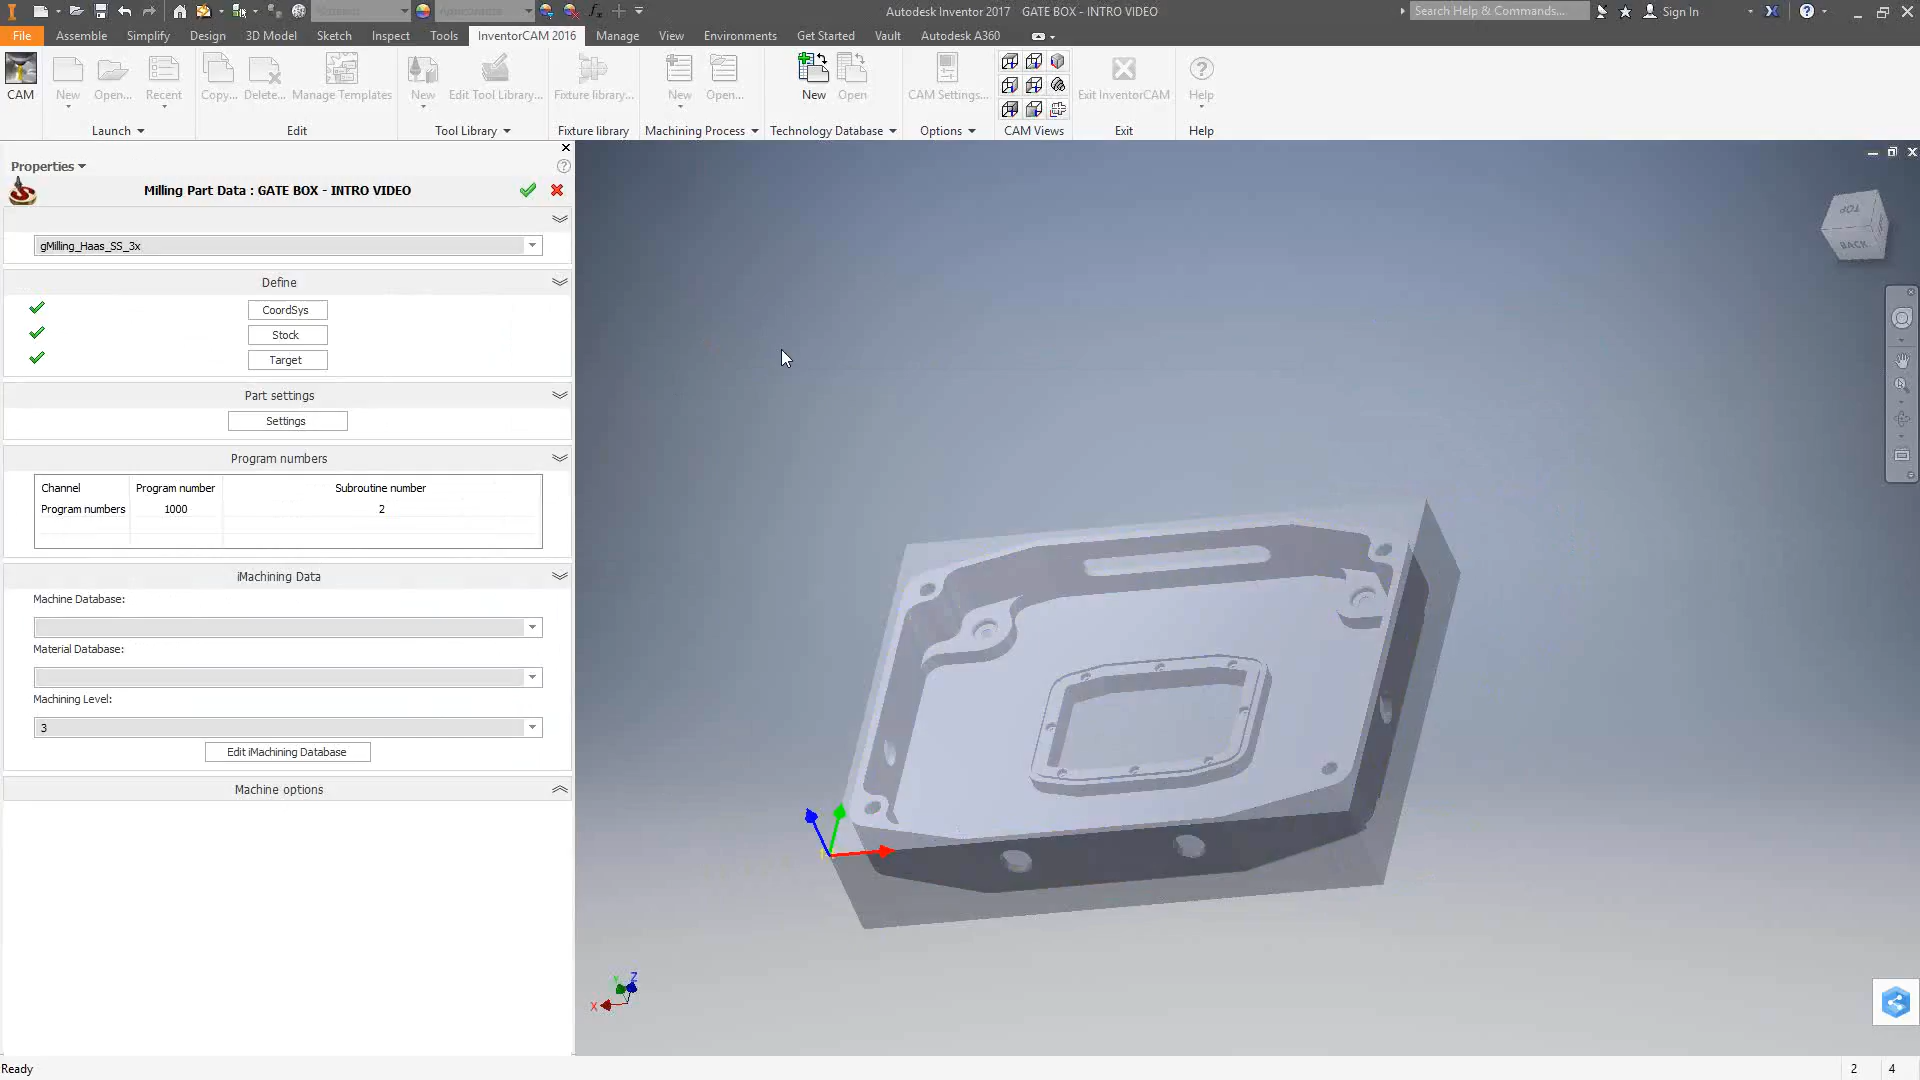 Autodesk Inventor 2017 GATE BOX - INTRO VIDEO
Search Help & Commands...
Sign In
File Assemble Simplify Design 3D Model Sketch Inspect Tools InventorCAM 2016 Manage View Environments Get Started Vault Autodesk A360
CAM New Open... Recent Copy... Delete... Manage Templates New Edit Tool Library... Fixture library... New Open... New Open CAM Settings... Exit InventorCAM Help
Launch Edit Tool Library Fixture library Machining Process Technology Database Options CAM Views Exit Help
Properties
Milling Part Data : GATE BOX - INTRO VIDEO
gMilling_Haas_SS_3x
Define
CoordSys
Stock
Target
Part settings
Settings
Program numbers
Channel Program number Subroutine number
Program numbers 1000 2
iMachining Data
Machine Database:
Material Database:
Machining Level:
3
Edit iMachining Database
Machine options
TOP
BACK
X Y Z
Ready
2 4